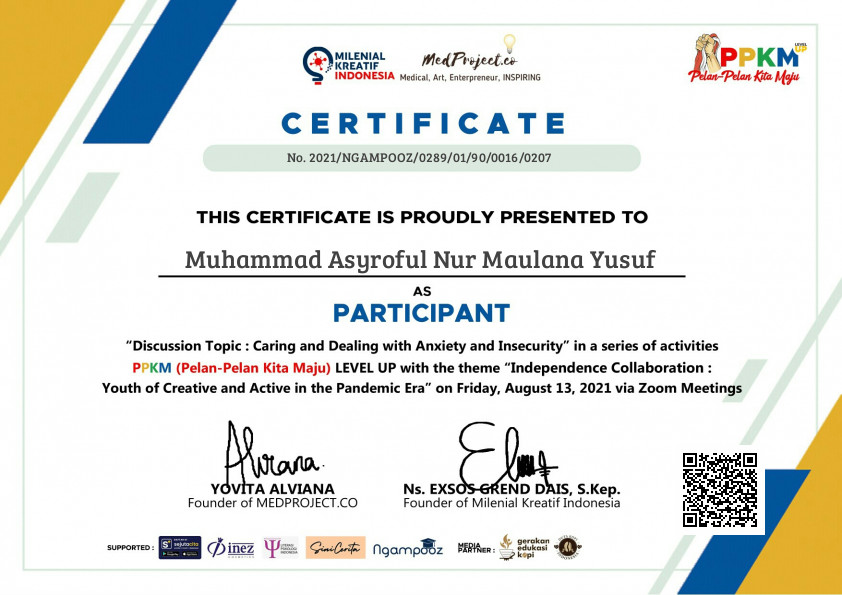 MILENIAL
KREATIF
INDONESIA
MedProject.co
Medical, Art, Enterpreneur, INSPIRING
PPKM LEVEL UP
Pelan-Pelan Kita Maju
CERTIFICATE
No. 2021/NGAMPOOZ/0289/01/90/0016/0207
THIS CERTIFICATE IS PROUDLY PRESENTED TO
Muhammad Asyroful Nur Maulana Yusuf
AS
PARTICIPANT
“Discussion Topic : Caring and Dealing with Anxiety and Insecurity” in a series of activities
PPKM (Pelan-Pelan Kita Maju) LEVEL UP with the theme “Independence Collaboration :
Youth of Creative and Active in the Pandemic Era” on Friday, August 13, 2021 via Zoom Meetings
Alviana.
YOVITA ALVIANA
Founder of MEDPROJECT.CO
Ns. EXSOS GREND DAIS, S.Kep.
Founder of Milenial Kreatif Indonesia
SUPPORTED :
sejutacita
inez
SiniCerita
Ngampooz
MEDIA
PARTNER :
gerakan
edukasi
kopi